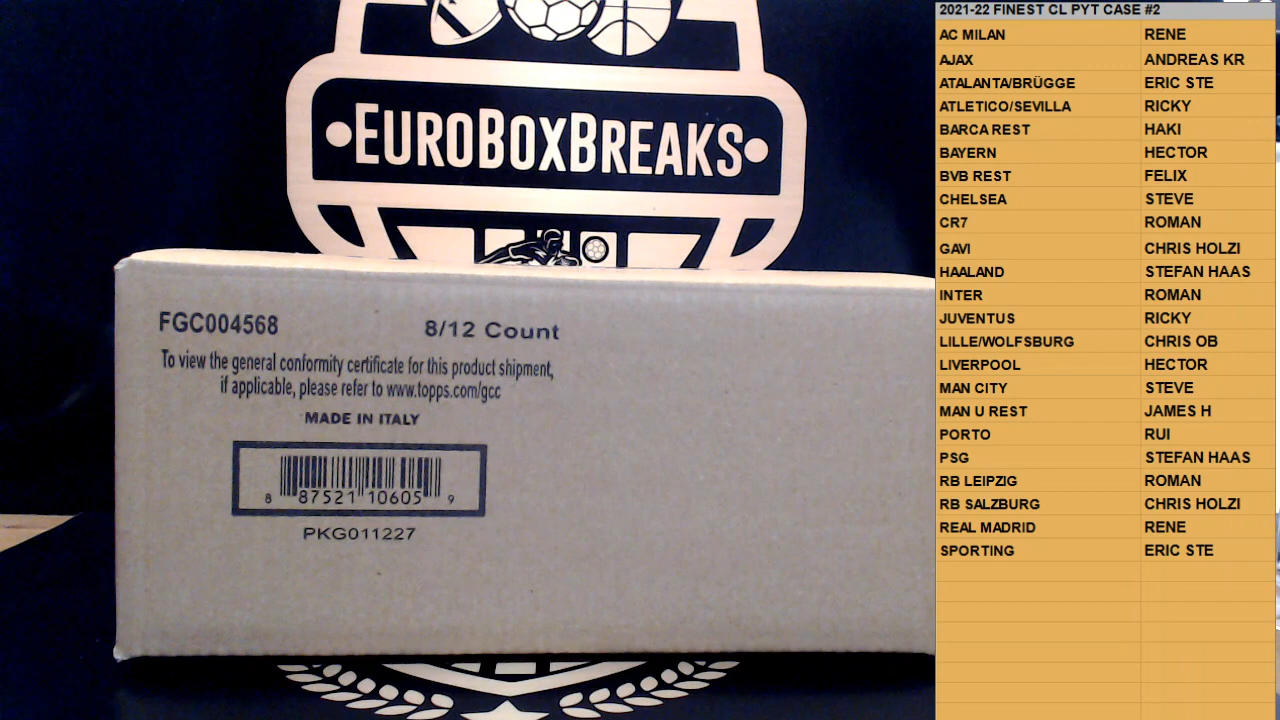 EUROBOXBREAKS
FGC004568
8/12 Count
To view the general conformity certificate for this product shipment,
if applicable, please refer to www.topps.com/gcc
MADE IN ITALY
8 87521 10605 9
PKG011227
2021-22 FINEST CL PYT CASE #2
AC MILAN RENE
AJAX ANDREAS KR
ATALANTA/BRÜGGE ERIC STE
ATLETICO/SEVILLA RICKY
BARCA REST HAKI
BAYERN HECTOR
BVB REST FELIX
CHELSEA STEVE
CR7 ROMAN
GAVI CHRIS HOLZI
HAALAND STEFAN HAAS
INTER ROMAN
JUVENTUS RICKY
LILLE/WOLFSBURG CHRIS OB
LIVERPOOL HECTOR
MAN CITY STEVE
MAN U REST JAMES H
PORTO RUI
PSG STEFAN HAAS
RB LEIPZIG ROMAN
RB SALZBURG CHRIS HOLZI
REAL MADRID RENE
SPORTING ERIC STE